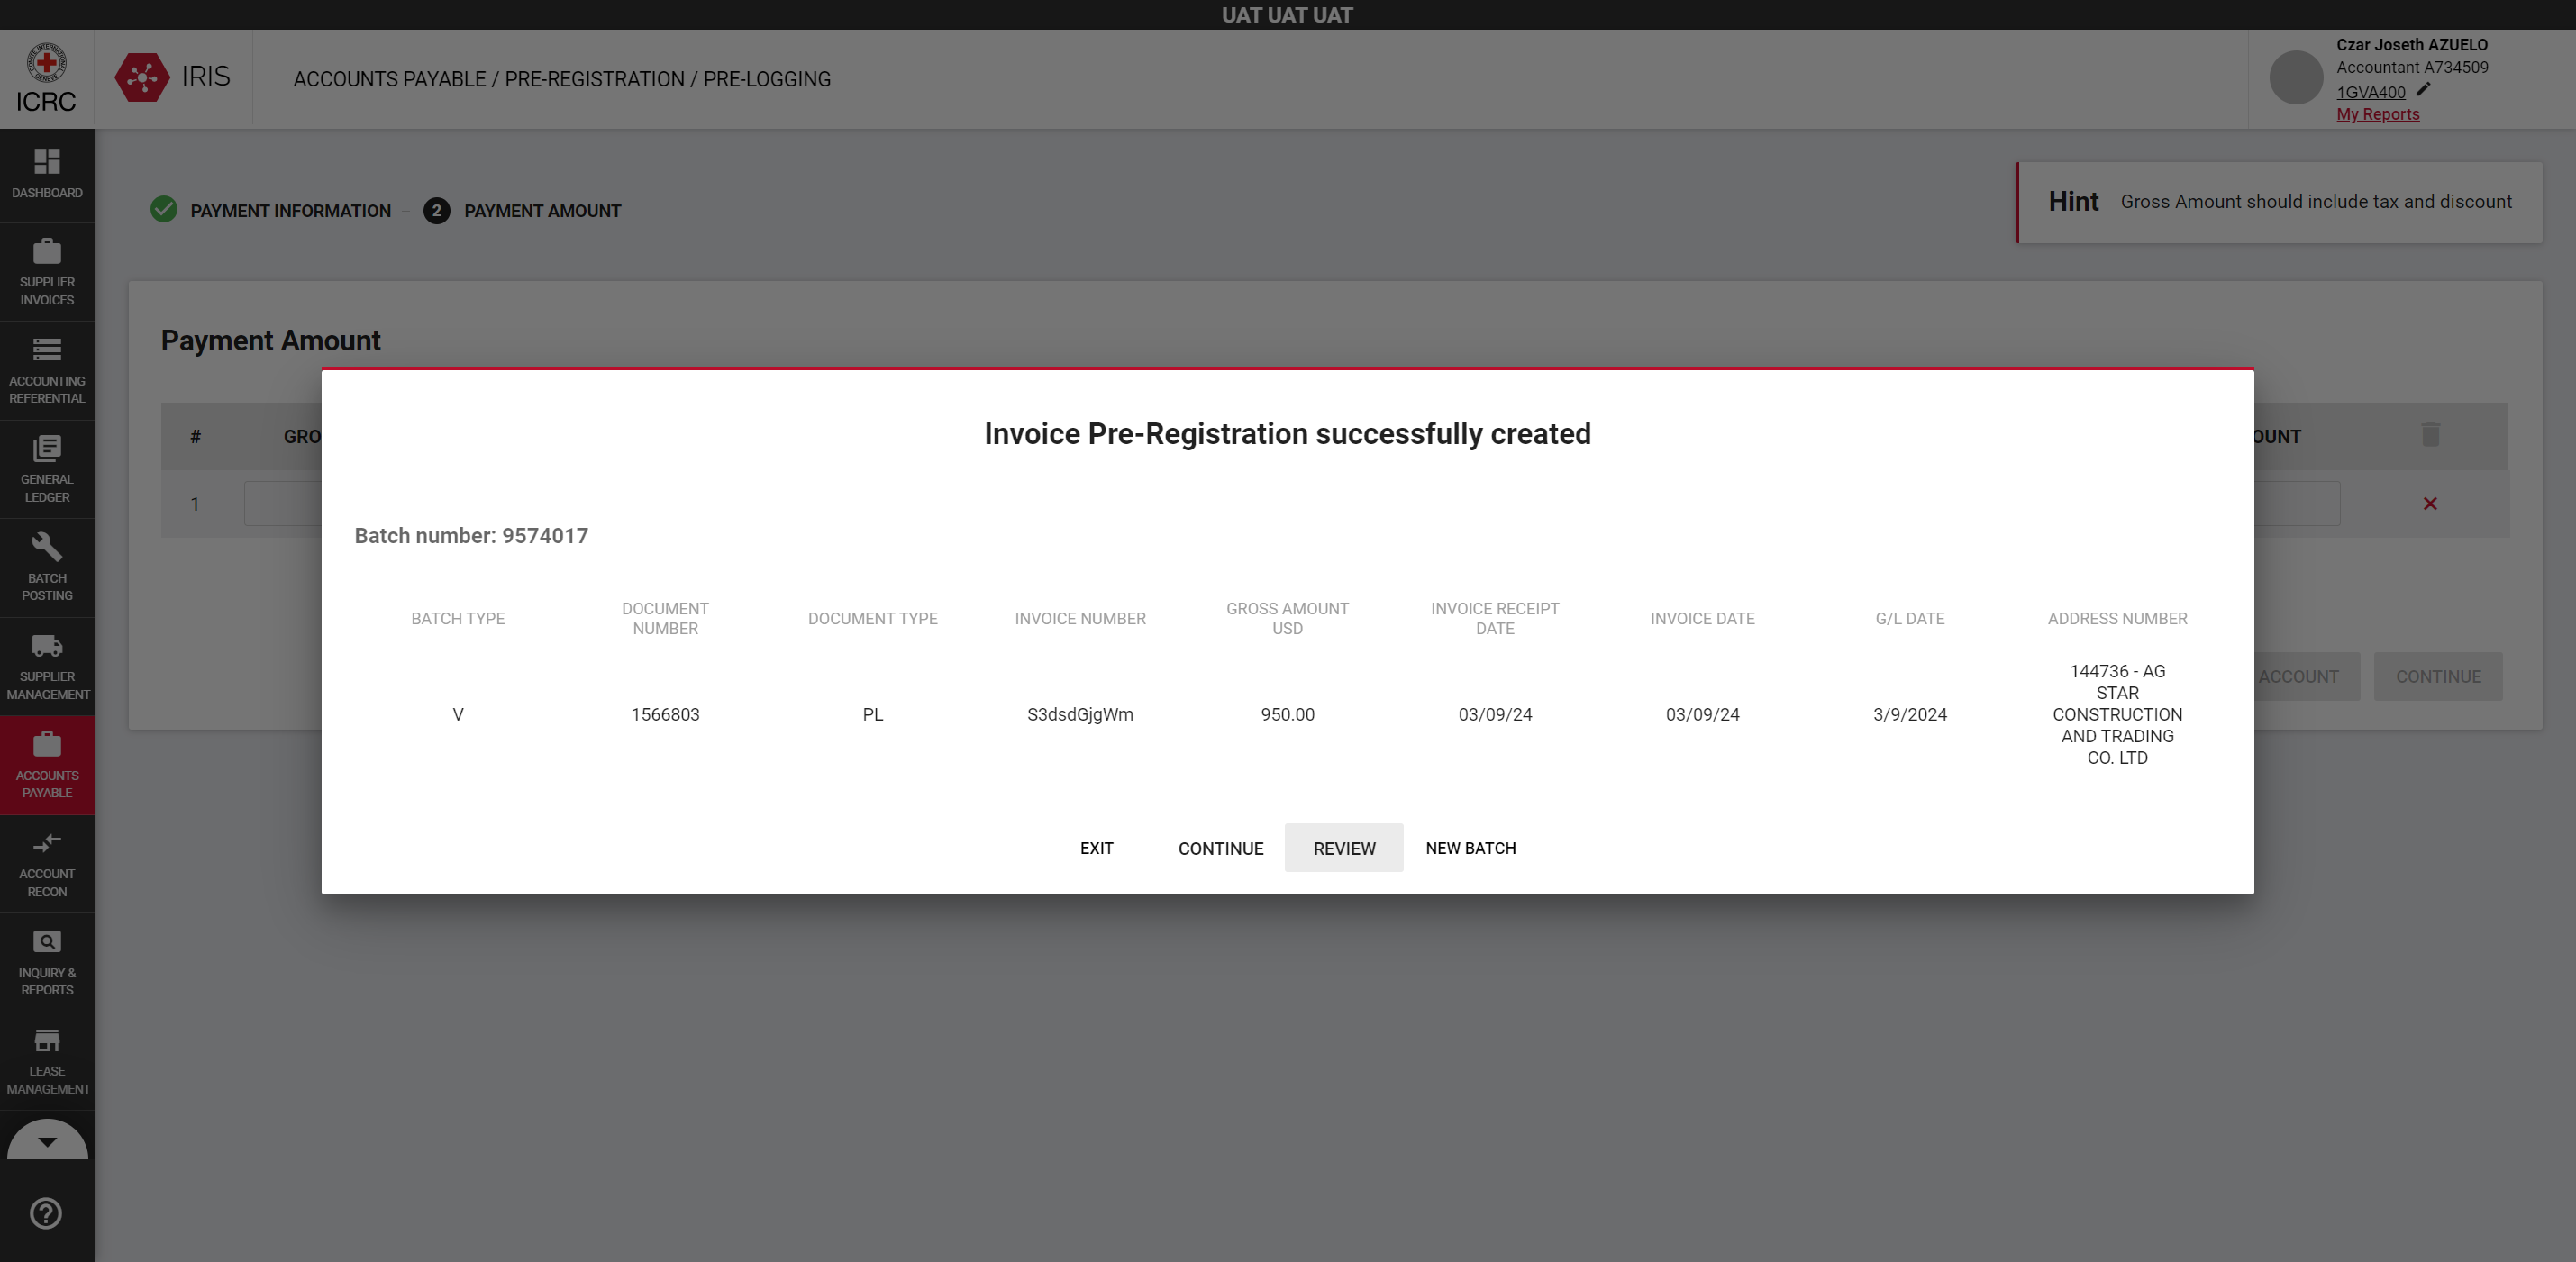 UAT UAT UAT
ICRC
IRIS
ACCOUNTS PAYABLE / PRE-REGISTRATION / PRE-LOGGING
Czar Joseth AZUELO
Accountant A734509
1GVA400
My Reports
DASHBOARD
SUPPLIER
INVOICES
ACCOUNTING
REFERENTIAL
GENERAL
LEDGER
BATCH
POSTING
SUPPLIER
MANAGEMENT
ACCOUNTS
PAYABLE
ACCOUNT
RECON
INQUIRY &
REPORTS
LEASE
MANAGEMENT
PAYMENT INFORMATION
2 PAYMENT AMOUNT
Hint Gross Amount should include tax and discount
Payment Amount
# GRO OUNT
1
Invoice Pre-Registration successfully created
Batch number: 9574017
BATCH TYPE
DOCUMENT
NUMBER
DOCUMENT TYPE
INVOICE NUMBER
GROSS AMOUNT
USD
INVOICE RECEIPT
DATE
INVOICE DATE
G/L DATE
ADDRESS NUMBER
V
1566803
PL
S3dsdGjgWm
950.00
03/09/24
03/09/24
3/9/2024
144736 - AG
STAR
CONSTRUCTION
AND TRADING
CO. LTD
EXIT CONTINUE REVIEW NEW BATCH
ACCOUNT CONTINUE